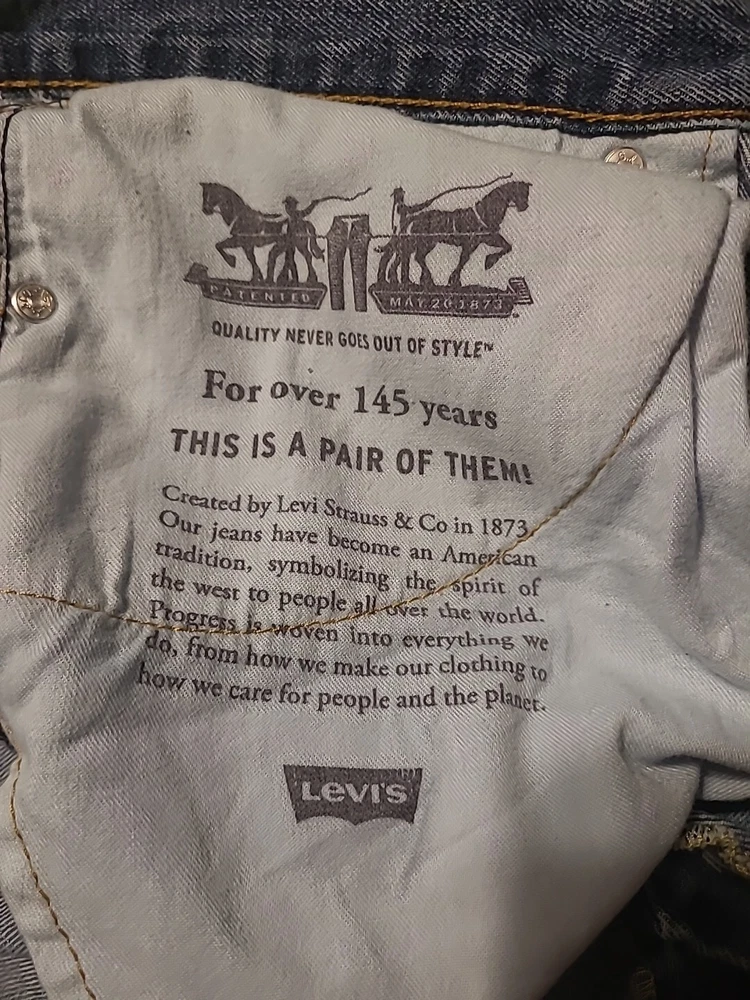 PATENTED MAY 20 1873
QUALITY NEVER GOES OUT OF STYLE™
For over 145 years
THIS IS A PAIR OF THEM!
Created by Levi Strauss & Co in 1873.
Our jeans have become an American
tradition, symbolizing the spirit of
the west to people all over the world.
Progress is woven into everything we
do, from how we make our clothing to
how we care for people and the planet.
LEVI'S